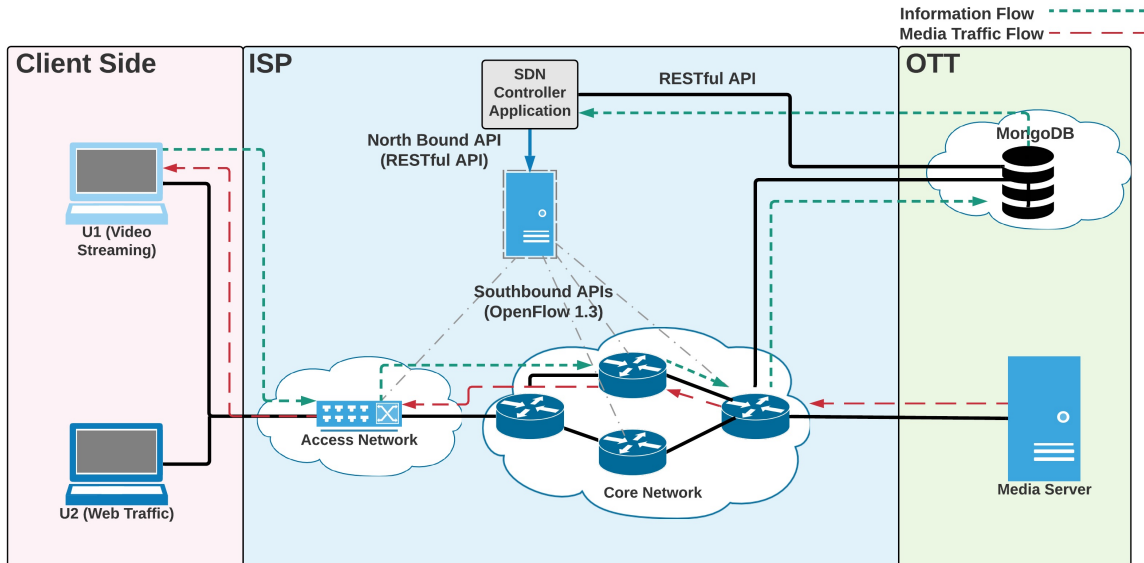 Information Flow
Media Traffic Flow
Client Side
ISP
OTT
SDN
Controller
Application
RESTful API
North Bound API
(RESTful API)
MongoDB
U1 (Video
Streaming)
Southbound APIs
(OpenFlow 1.3)
Access Network
Core Network
Media Server
U2 (Web Traffic)